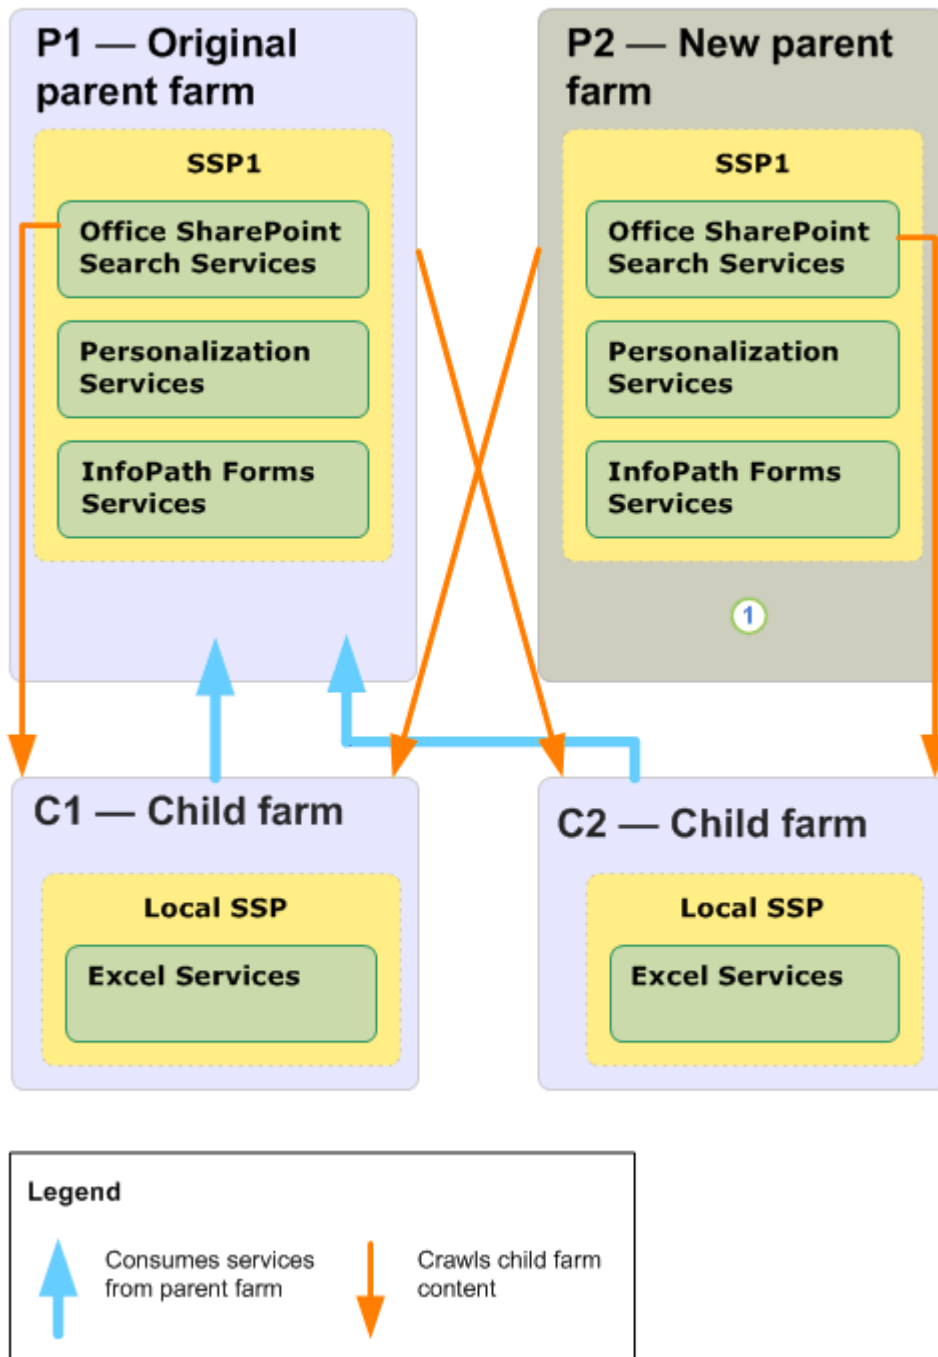 P1 — Original
parent farm
SSP1
Office SharePoint
Search Services
Personalization
Services
InfoPath Forms
Services
P2 — New parent
farm
SSP1
Office SharePoint
Search Services
Personalization
Services
InfoPath Forms
Services
1
C1 — Child farm
Local SSP
Excel Services
C2 — Child farm
Local SSP
Excel Services
Legend
Consumes services
from parent farm
Crawls child farm
content